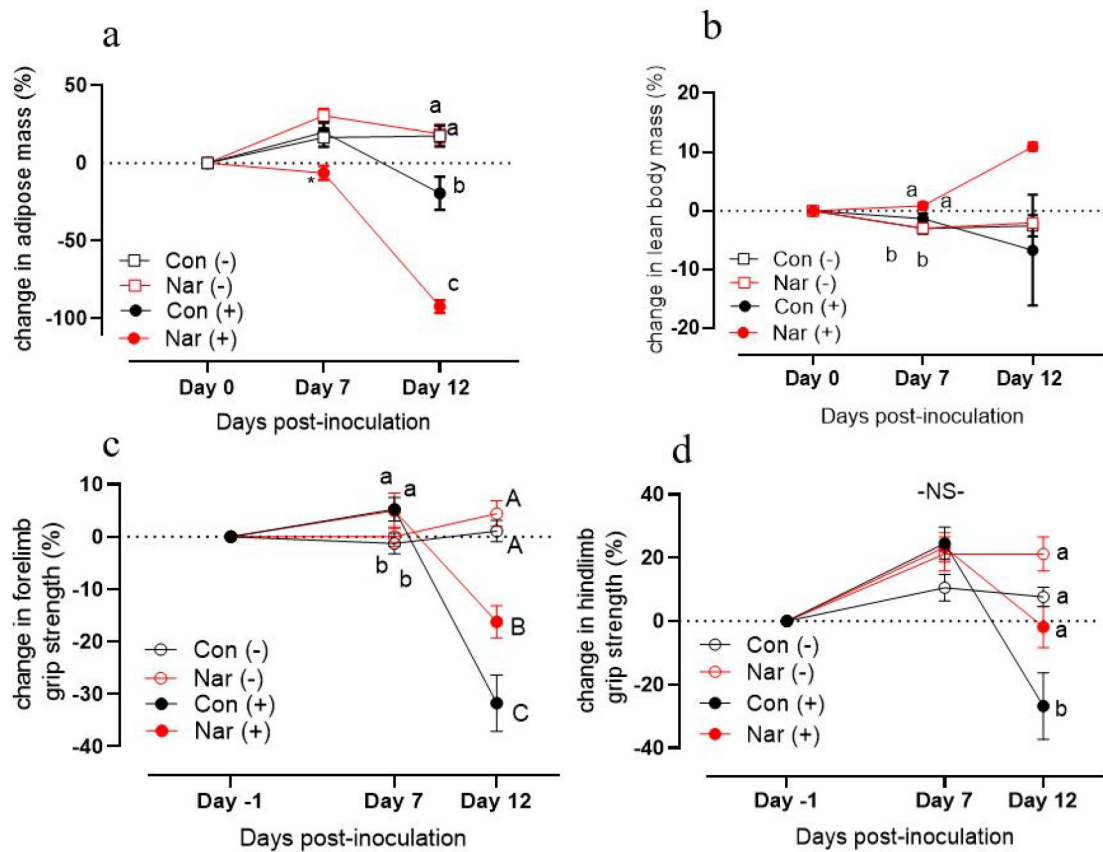 a
change in adipose mass (%)
50
0
-50
-100
a
a
b
c
*
Con (-)
Nar (-)
Con (+)
Nar (+)
Day 0
Day 7
Day 12
Days post-inoculation
b
change in lean body mass (%)
20
10
0
-10
-20
a
a
b
b
Con (-)
Nar (-)
Con (+)
Nar (+)
Day 0
Day 7
Day 12
Days post-inoculation
c
change in forelimb
grip strength (%)
10
0
-10
-20
-30
-40
a
a
b
b
A
A
B
C
Con (-)
Nar (-)
Con (+)
Nar (+)
Day -1
Day 7
Day 12
Days post-inoculation
d
change in hindlimb
grip strength (%)
40
20
0
-20
-40
-NS-
a
a
a
b
Con (-)
Nar (-)
Con (+)
Nar (+)
Day -1
Day 7
Day 12
Days post-inoculation